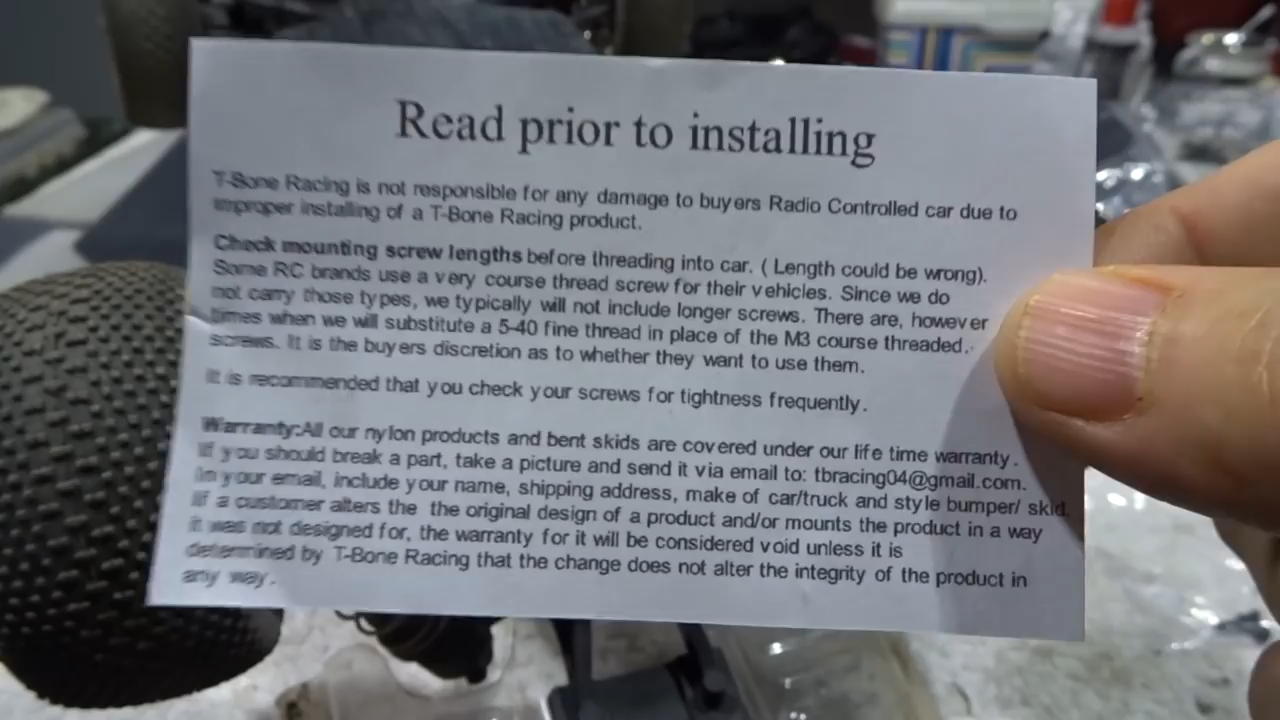 Read prior to installing
T-Bone Racing is not responsible for any damage to buyers Radio Controlled car due to
improper installing of a T-Bone Racing product.
Check mounting screw lengths before threading into car. ( Length could be wrong).
Some RC brands use a very course thread screw for their vehicles. Since we do
not carry those types, we typically will not include longer screws. There are, however
times when we will substitute a 5-40 fine thread in place of the M3 course threaded.
screws. It is the buyers discretion as to whether they want to use them.
It is recommended that you check your screws for tightness frequently.
Warranty:All our nylon products and bent skids are covered under our life time warranty.
If you should break a part, take a picture and send it via email to: tbracing04@gmail.com.
In your email, include your name, shipping address, make of car/truck and style bumper/ skid.
If a customer alters the the original design of a product and/or mounts the product in a way
it was not designed for, the warranty for it will be considered void unless it is
determined by T-Bone Racing that the change does not alter the integrity of the product in
any way.